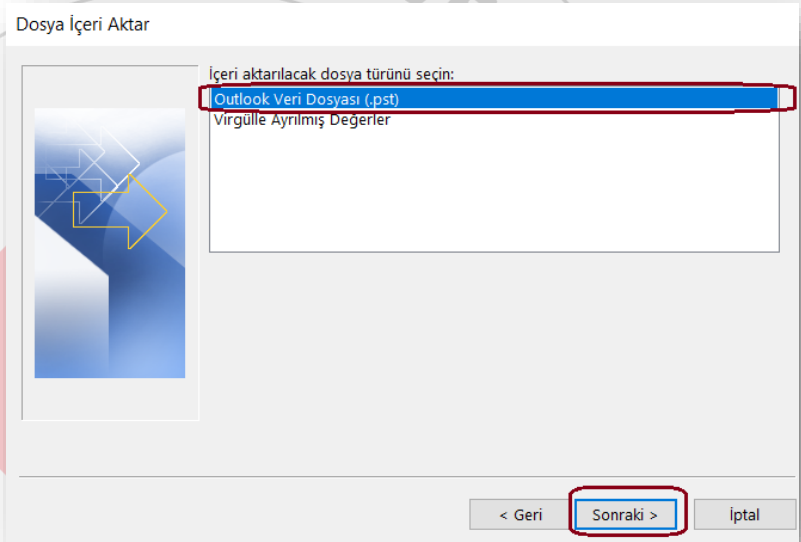 Dosya İçeri Aktar
İçeri aktarılacak dosya türünü seçin:
Outlook Veri Dosyası (.pst)
Virgülle Ayrılmış Değerler
< Geri
Sonraki >
İptal